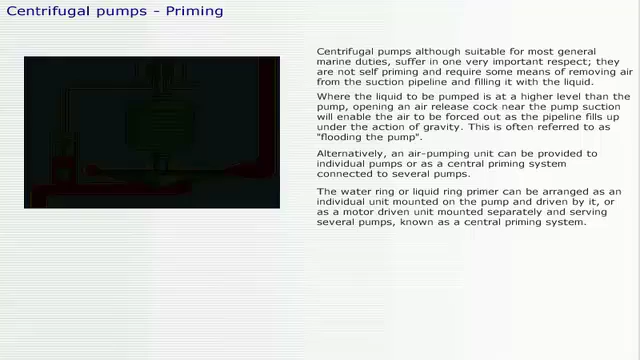 Centrifugal pumps - Priming
Centrifugal pumps although suitable for most general
marine duties, suffer in one very important respect; they
are not self priming and require some means of removing air
from the suction pipeline and filling it with the liquid.
Where the liquid to be pumped is at a higher level than the
pump, opening an air release cock near the pump suction
will enable the air to be forced out as the pipeline fills
up under the action of gravity. This is often referred to as
"flooding the pump".
Alternatively, an air-pumping unit can be provided to
individual pumps or as a central priming system
connected to several pumps.
The water ring or liquid ring primer can be arranged as an
individual unit mounted on the pump and driven by it, or
as a motor driven unit mounted separately and serving
several pumps, known as a central priming system.